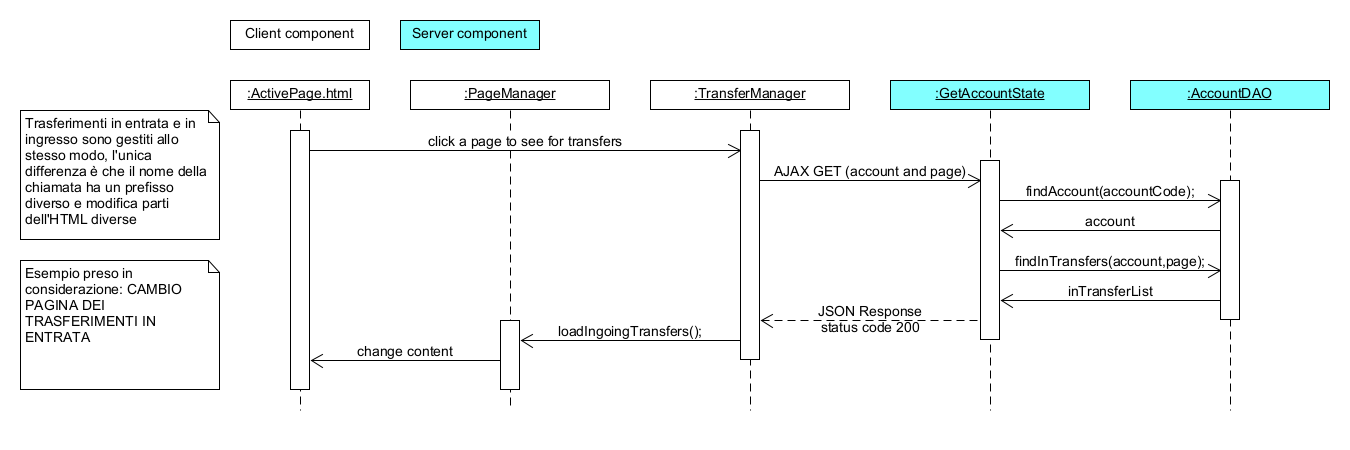 Client component
Server component
:ActivePage.html
:PageManager
:TransferManager
:GetAccountState
:AccountDAO
Trasferimenti in entrata e in
ingresso sono gestiti allo
stesso modo, l'unica
differenza è che il nome della
chiamata ha un prefisso
diverso e modifica parti
dell'HTML diverse
click a page to see for transfers
AJAX GET (account and page)
findAccount(accountCode);
account
findInTransfers(account,page);
inTransferList
Esempio preso in
considerazione: CAMBIO
PAGINA DEI
TRASFERIMENTI IN
ENTRATA
JSON Response
status code 200
loadIngoingTransfers();
change content